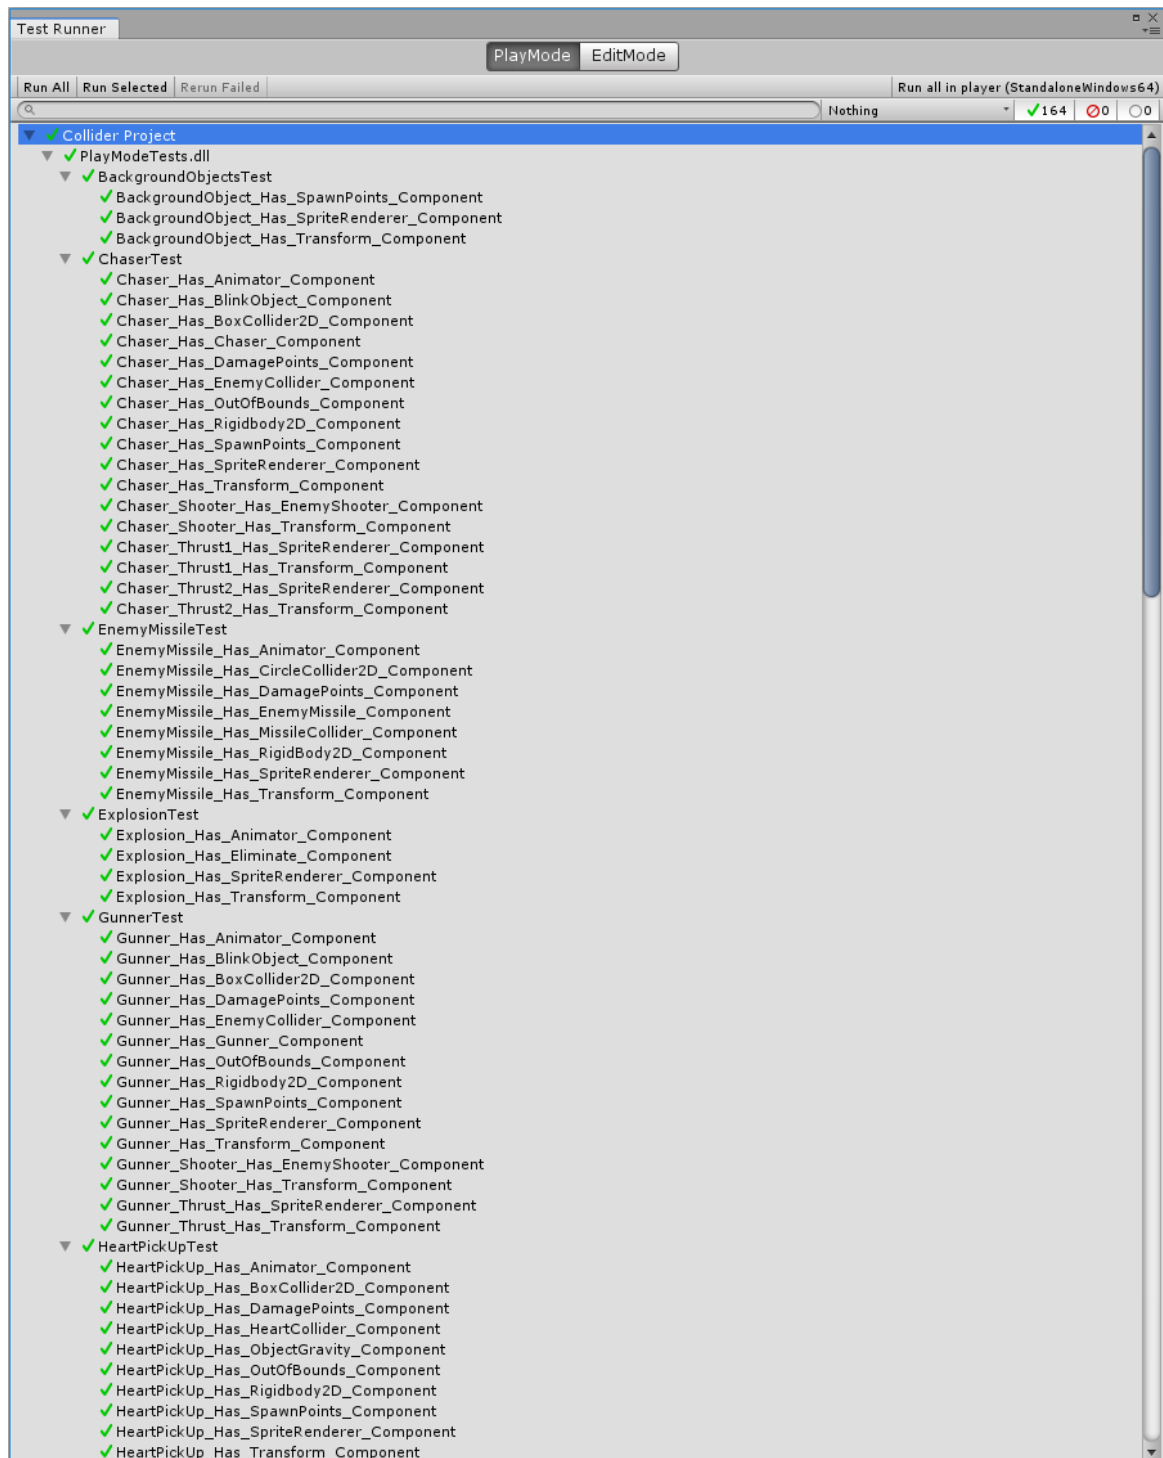 Test Runner
PlayMode EditMode
Run All Run Selected Rerun Failed Run all in player (StandaloneWindows64)
Nothing 164 0 0
Collider Project
PlayModeTests.dll
BackgroundObjectsTest
BackgroundObject_Has_SpawnPoints_Component
BackgroundObject_Has_SpriteRenderer_Component
BackgroundObject_Has_Transform_Component
ChaserTest
Chaser_Has_Animator_Component
Chaser_Has_BlinkObject_Component
Chaser_Has_BoxCollider2D_Component
Chaser_Has_Chaser_Component
Chaser_Has_DamagePoints_Component
Chaser_Has_EnemyCollider_Component
Chaser_Has_OutOfBounds_Component
Chaser_Has_Rigidbody2D_Component
Chaser_Has_SpawnPoints_Component
Chaser_Has_SpriteRenderer_Component
Chaser_Has_Transform_Component
Chaser_Shooter_Has_EnemyShooter_Component
Chaser_Shooter_Has_Transform_Component
Chaser_Thrust1_Has_SpriteRenderer_Component
Chaser_Thrust1_Has_Transform_Component
Chaser_Thrust2_Has_SpriteRenderer_Component
Chaser_Thrust2_Has_Transform_Component
EnemyMissileTest
EnemyMissile_Has_Animator_Component
EnemyMissile_Has_CircleCollider2D_Component
EnemyMissile_Has_DamagePoints_Component
EnemyMissile_Has_EnemyMissile_Component
EnemyMissile_Has_MissileCollider_Component
EnemyMissile_Has_RigidBody2D_Component
EnemyMissile_Has_SpriteRenderer_Component
EnemyMissile_Has_Transform_Component
ExplosionTest
Explosion_Has_Animator_Component
Explosion_Has_Eliminate_Component
Explosion_Has_SpriteRenderer_Component
Explosion_Has_Transform_Component
GunnerTest
Gunner_Has_Animator_Component
Gunner_Has_BlinkObject_Component
Gunner_Has_BoxCollider2D_Component
Gunner_Has_DamagePoints_Component
Gunner_Has_EnemyCollider_Component
Gunner_Has_Gunner_Component
Gunner_Has_OutOfBounds_Component
Gunner_Has_Rigidbody2D_Component
Gunner_Has_SpawnPoints_Component
Gunner_Has_SpriteRenderer_Component
Gunner_Has_Transform_Component
Gunner_Shooter_Has_EnemyShooter_Component
Gunner_Shooter_Has_Transform_Component
Gunner_Thrust_Has_SpriteRenderer_Component
Gunner_Thrust_Has_Transform_Component
HeartPickUpTest
HeartPickUp_Has_Animator_Component
HeartPickUp_Has_BoxCollider2D_Component
HeartPickUp_Has_DamagePoints_Component
HeartPickUp_Has_HeartCollider_Component
HeartPickUp_Has_ObjectGravity_Component
HeartPickUp_Has_OutOfBounds_Component
HeartPickUp_Has_Rigidbody2D_Component
HeartPickUp_Has_SpawnPoints_Component
HeartPickUp_Has_SpriteRenderer_Component
HeartPickUp_Has_Transform_Component